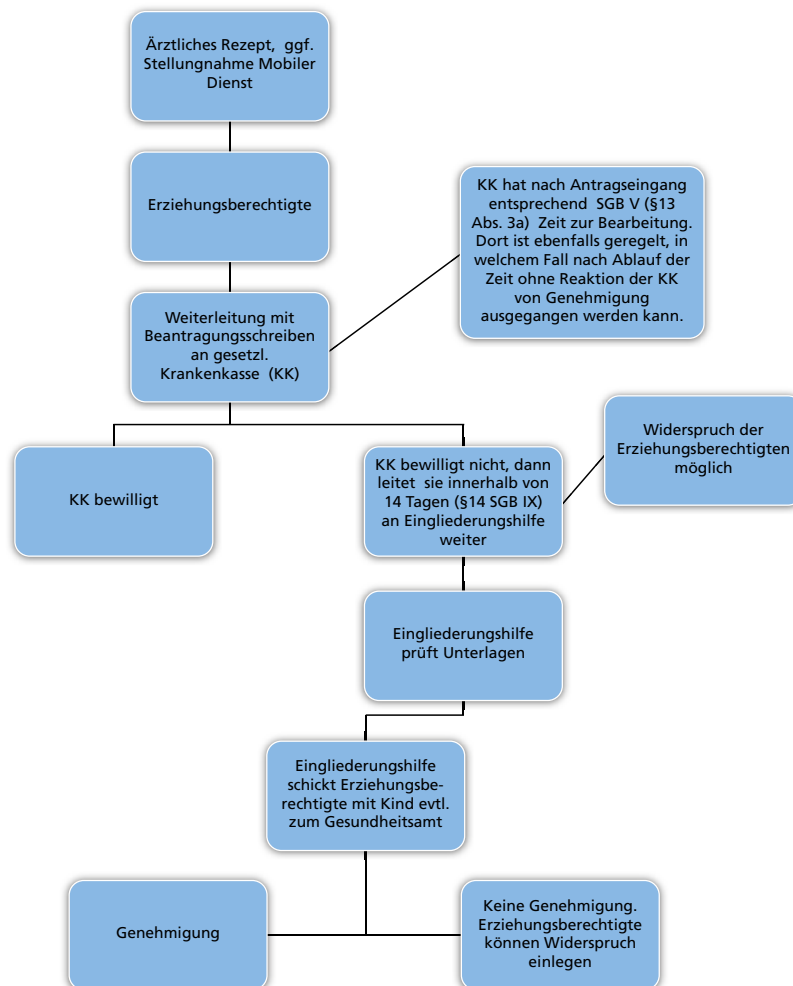 Ärztliches Rezept, ggf.
Stellungnahme Mobiler
Dienst
Erziehungsberechtigte
KK hat nach Antragseingang
entsprechend SGB V (§13
Abs. 3a) Zeit zur Bearbeitung.
Dort ist ebenfalls geregelt, in
welchem Fall nach Ablauf der
Zeit ohne Reaktion der KK
von Genehmigung
ausgegangen werden kann.
Weiterleitung mit
Beantragungsschreiben
an gesetzl.
Krankenkasse (KK)
KK bewilligt
KK bewilligt nicht, dann
leitet sie innerhalb von
14 Tagen (§14 SGB IX)
an Eingliederungshilfe
weiter
Widerspruch der
Erziehungsberechtigten
möglich
Eingliederungshilfe
prüft Unterlagen
Eingliederungshilfe
schickt Erziehungsbe-
rechtigte mit Kind evtl.
zum Gesundheitsamt
Genehmigung
Keine Genehmigung.
Erziehungsberechtigte
können Widerspruch
einlegen